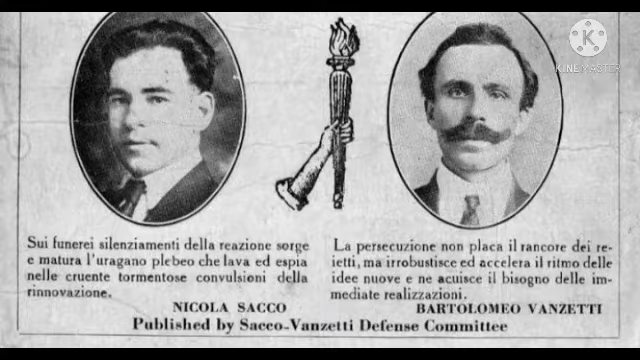 KINEMASTER
Sui funerei silenziamenti della reazione sorge
e matura l'uragano plebeo che lava ed espia
nelle cruente tormentose convulsioni della
rinnovazione.
NICOLA SACCO
La persecuzione non placa il rancore dei re-
ietti, ma irrobustisce ed accelera il ritmo delle
idee nuove e ne acuisce il bisogno delle im-
mediate realizzazioni.
BARTOLOMEO VANZETTI
Published by Sacco-Vanzetti Defense Committee